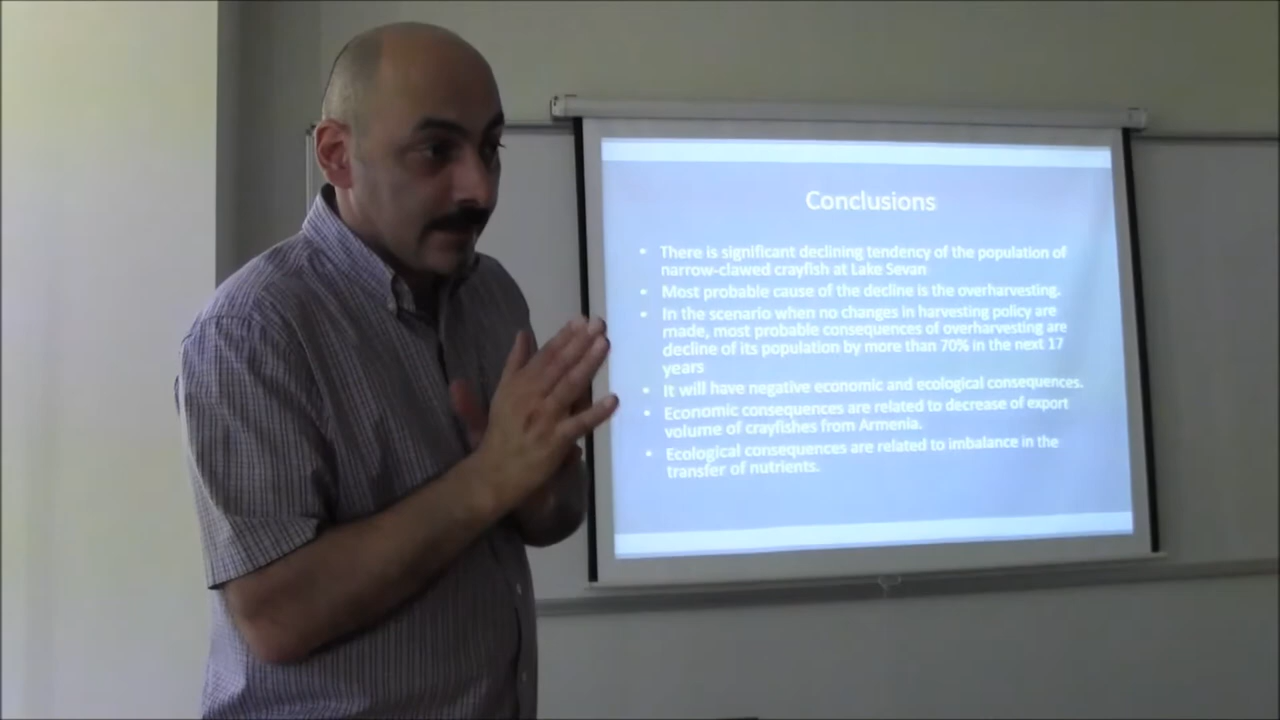 Conclusions
• There is significant declining tendency of the population of
narrow-clawed crayfish at Lake Sevan
• Most probable cause of the decline is the overharvesting.
• In the scenario when no changes in harvesting policy are
made, most probable consequences of overharvesting are
decline of its population by more than 70% in the next 17
years
• It will have negative economic and ecological consequences.
• Economic consequences are related to decrease of export
volume of crayfishes from Armenia.
• Ecological consequences are related to imbalance in the
transfer of nutrients.